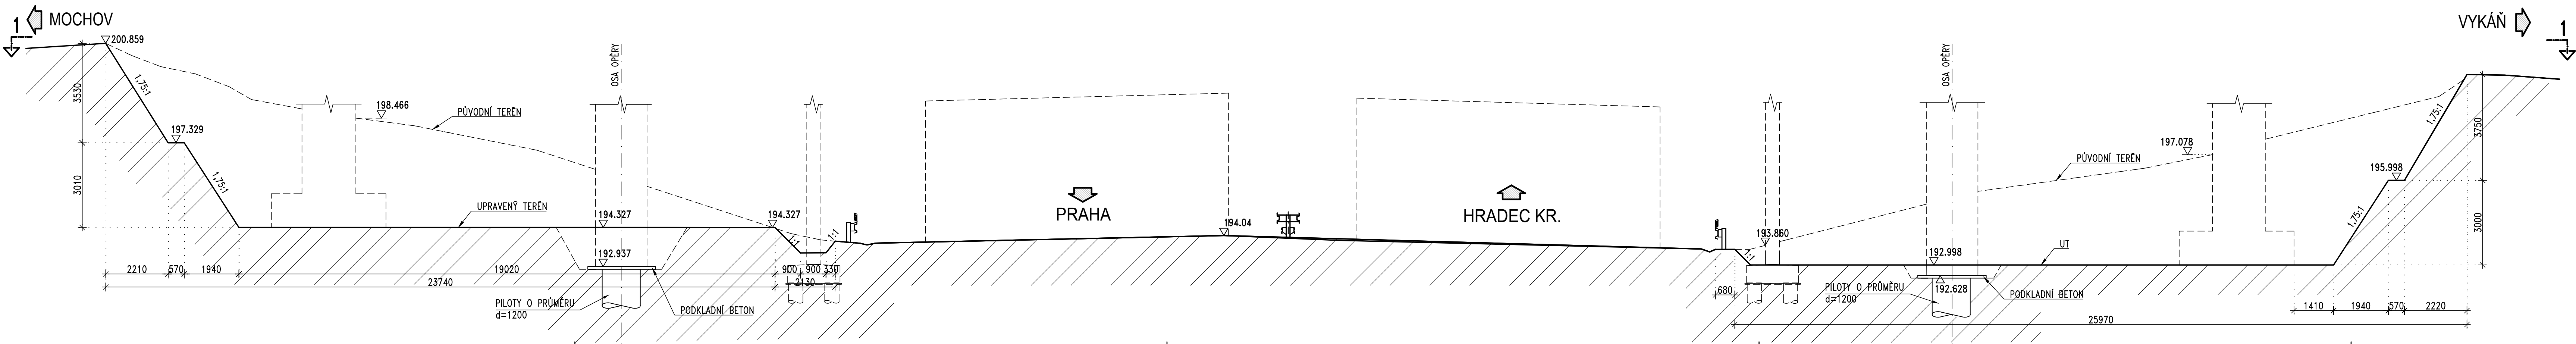 1
MOCHOV
200.859
3530
1,75:1
197.329
3010
1,75:1
198.466
PŮVODNÍ TERÉN
UPRAVENÝ TERÉN
OSA OPĚRY
194.327
192.937
194.327
1:1
1:1
2210
570
1940
19020
900
900
330
23740
2130
PILOTY O PRŮMĚRU
d=1200
PODKLADNÍ BETON
PRAHA
194.04
HRADEC KR.
193.860
1:1
680
OSA OPĚRY
192.998
192.628
PILOTY O PRŮMĚRU
d=1200
PODKLADNÍ BETON
UT
PŮVODNÍ TERÉN
197.078
195.998
1,75:1
1,75:1
3750
3000
1410
1940
570
2220
25970
VYKÁŇ
1